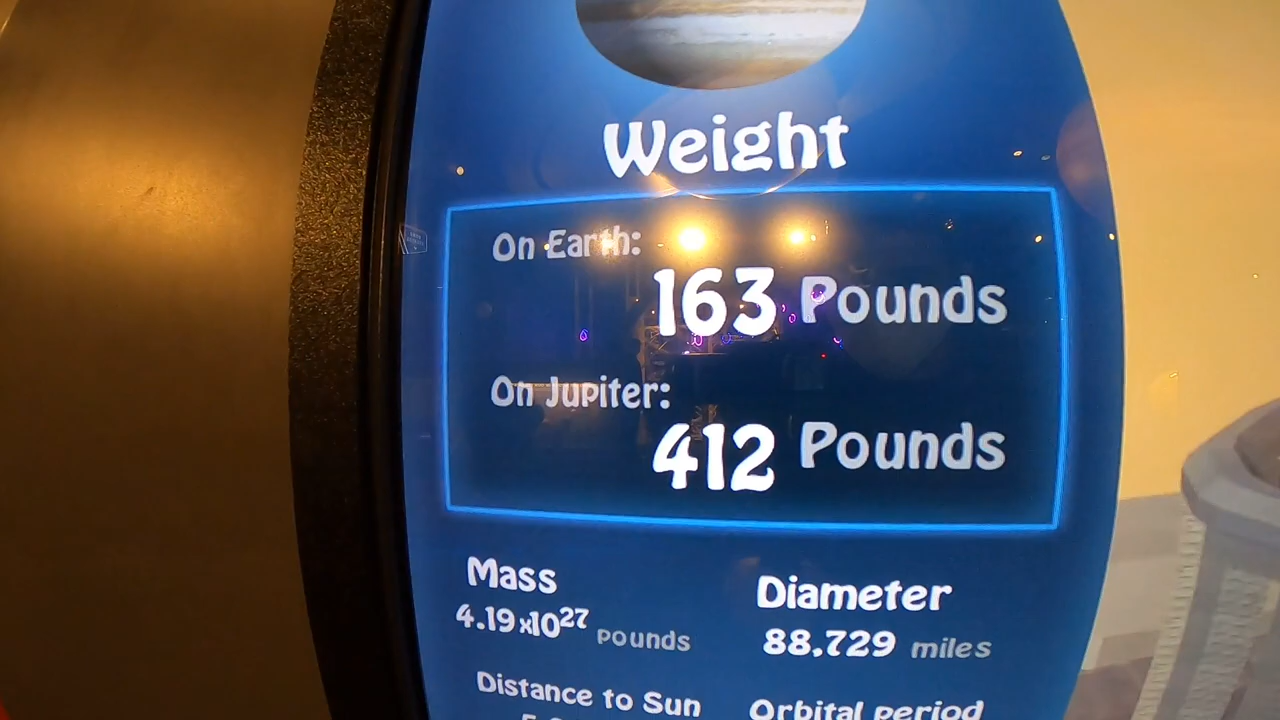 Weight
On Earth:
163 Pounds
On Jupiter:
412 Pounds
Mass
4.19x10²⁷ pounds
Diameter
88,729 miles
Distance to Sun
Orbital period